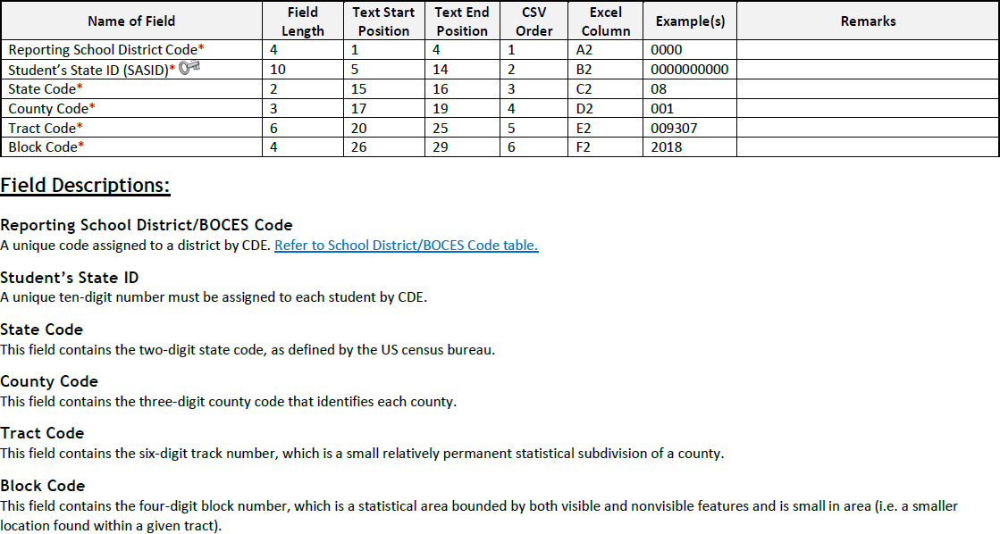 Name of Field Field Length Text Start Position Text End Position CSV Order Excel Column Example(s) Remarks
Reporting School District Code* 4 1 4 1 A2 0000
Student’s State ID (SASID)* 10 5 14 2 B2 0000000000
State Code* 2 15 16 3 C2 08
County Code* 3 17 19 4 D2 001
Tract Code* 6 20 25 5 E2 009307
Block Code* 4 26 29 6 F2 2018
Field Descriptions:
Reporting School District/BOCES Code
A unique code assigned to a district by CDE. Refer to School District/BOCES Code table.
Student’s State ID
A unique ten-digit number must be assigned to each student by CDE.
State Code
This field contains the two-digit state code, as defined by the US census bureau.
County Code
This field contains the three-digit county code that identifies each county.
Tract Code
This field contains the six-digit track number, which is a small relatively permanent statistical subdivision of a county.
Block Code
This field contains the four-digit block number, which is a statistical area bounded by both visible and nonvisible features and is small in area (i.e. a smaller
location found within a given tract).